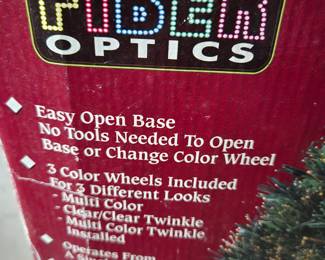 FIBER
OPTICS
Easy Open Base
No Tools Needed To Open
Base or Change Color Wheel
3 Color Wheels Included
For 3 Different Looks
- Multi Color
- Clear/Clear Twinkle
- Multi Color Twinkle
Installed
Operates From
A